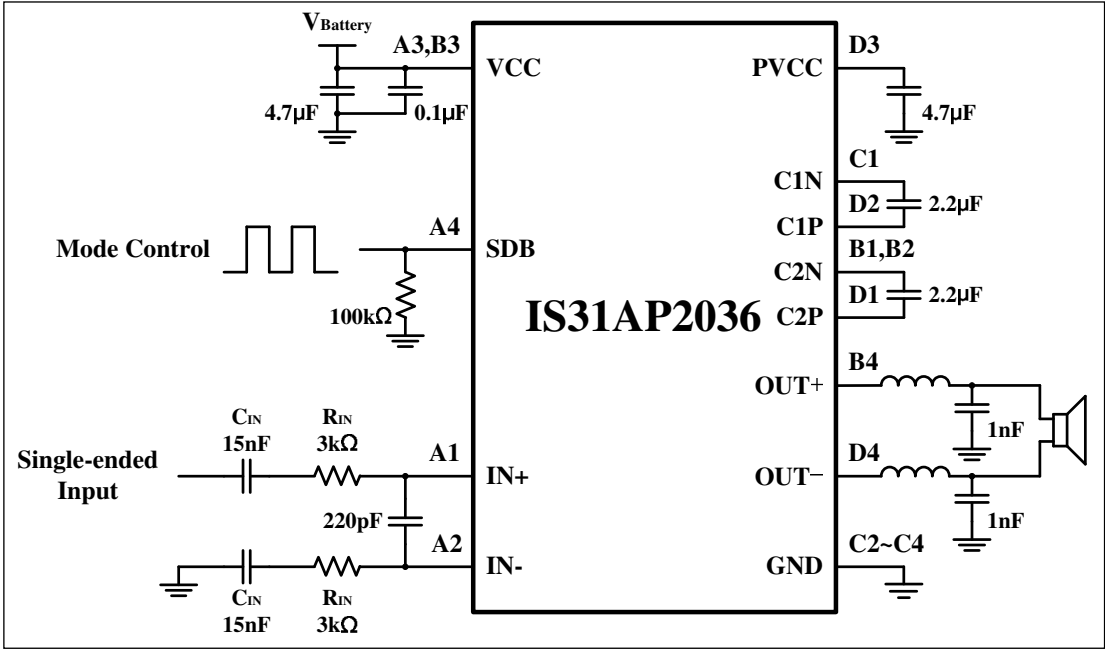 VBattery
A3,B3
VCC
4.7μF
0.1μF
A4
Mode Control
SDB
100kΩ
IS31AP2036
CIN
15nF
RIN
3kΩ
Single-ended
Input
A1
IN+
220pF
A2
IN-
CIN
15nF
RIN
3kΩ
D3
PVCC
4.7μF
C1
C1N
D2
2.2μF
C1P
B1,B2
C2N
D1
2.2μF
C2P
B4
OUT+
1nF
D4
OUT−
1nF
C2~C4
GND